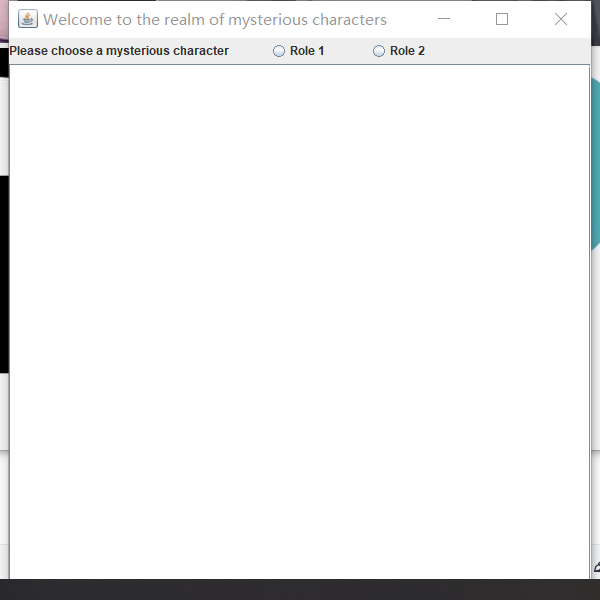 Welcome to the realm of mysterious characters
Please choose a mysterious character Role 1 Role 2